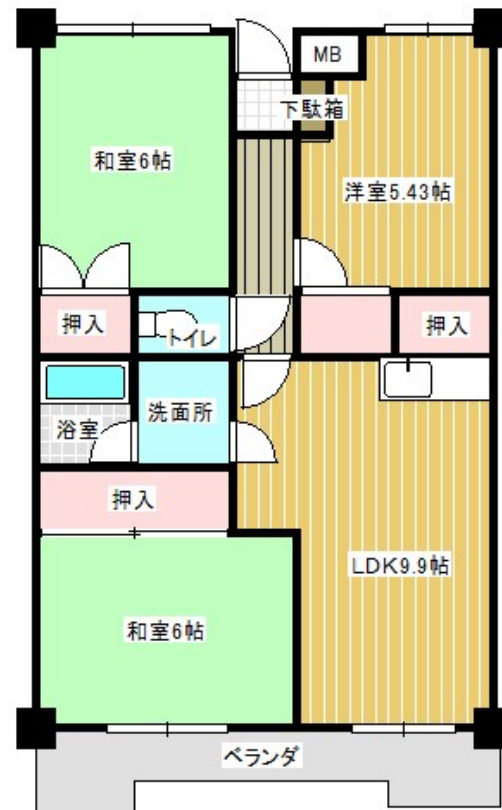 MB
下駄箱
和室6帖
洋室5.43帖
押入
トイレ
押入
浴室
洗面所
押入
LDK9.9帖
和室6帖
ベランダ